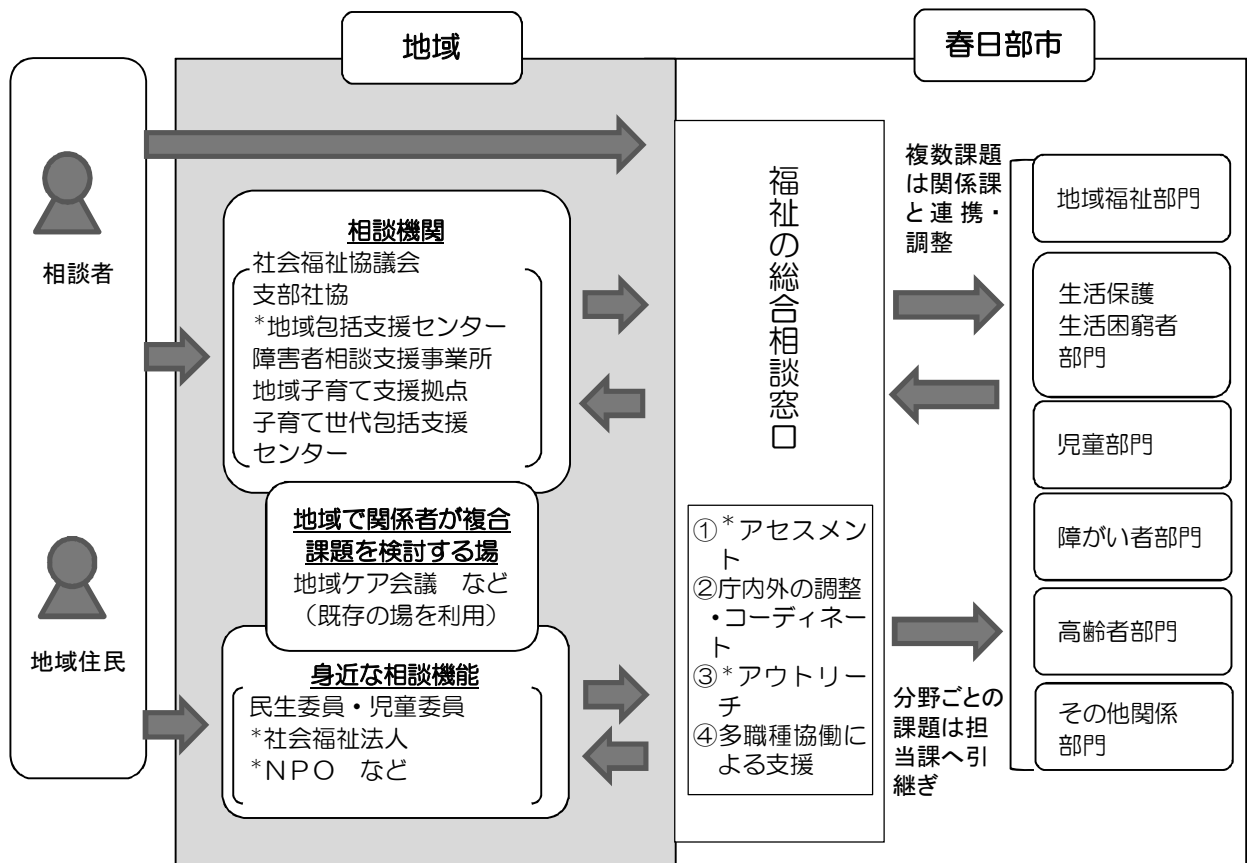 地域
春日部市
相談者
地域住民
相談機関
社会福祉協議会
支部社協
*地域包括支援センター
障害者相談支援事業所
地域子育て支援拠点
子育て世代包括支援
センター
地域で関係者が複合
課題を検討する場
地域ケア会議　など
（既存の場を利用）
身近な相談機能
民生委員・児童委員
*社会福祉法人
*ＮＰＯ　など
福祉の総合相談窓口
①*アセスメン
ト
②庁内外の調整
・コーディネー
ト
③*アウトリー
チ
④多職種協働に
よる支援
複数課題
は関係課
と連携・
調整
分野ごとの
課題は担
当課へ引
継ぎ
地域福祉部門
生活保護
生活困窮者
部門
児童部門
障がい者部門
高齢者部門
その他関係
部門